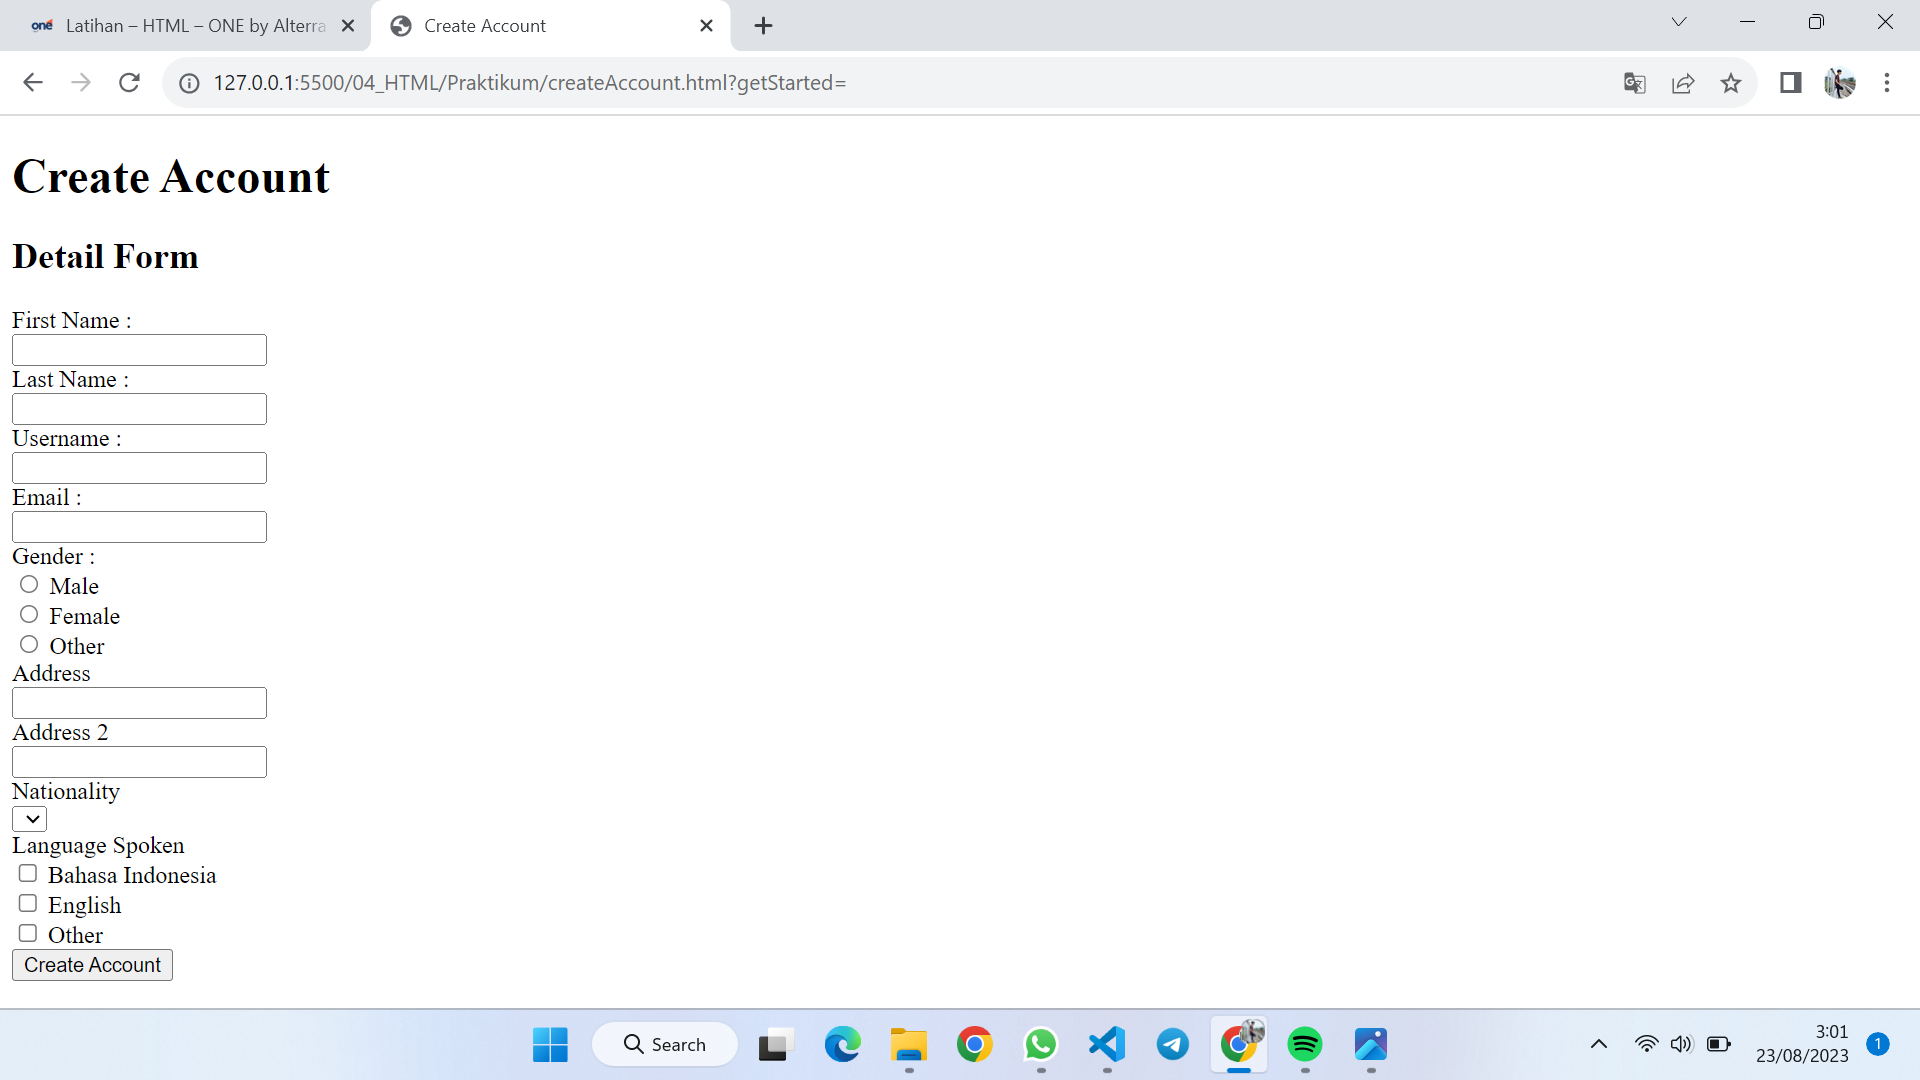 one Latihan – HTML – ONE by Alterra
Create Account
127.0.0.1:5500/04_HTML/Praktikum/createAccount.html?getStarted=
Create Account
Detail Form
First Name :
Last Name :
Username :
Email :
Gender :
Male
Female
Other
Address
Address 2
Nationality
Language Spoken
Bahasa Indonesia
English
Other
Create Account
Search
3:01
23/08/2023
1